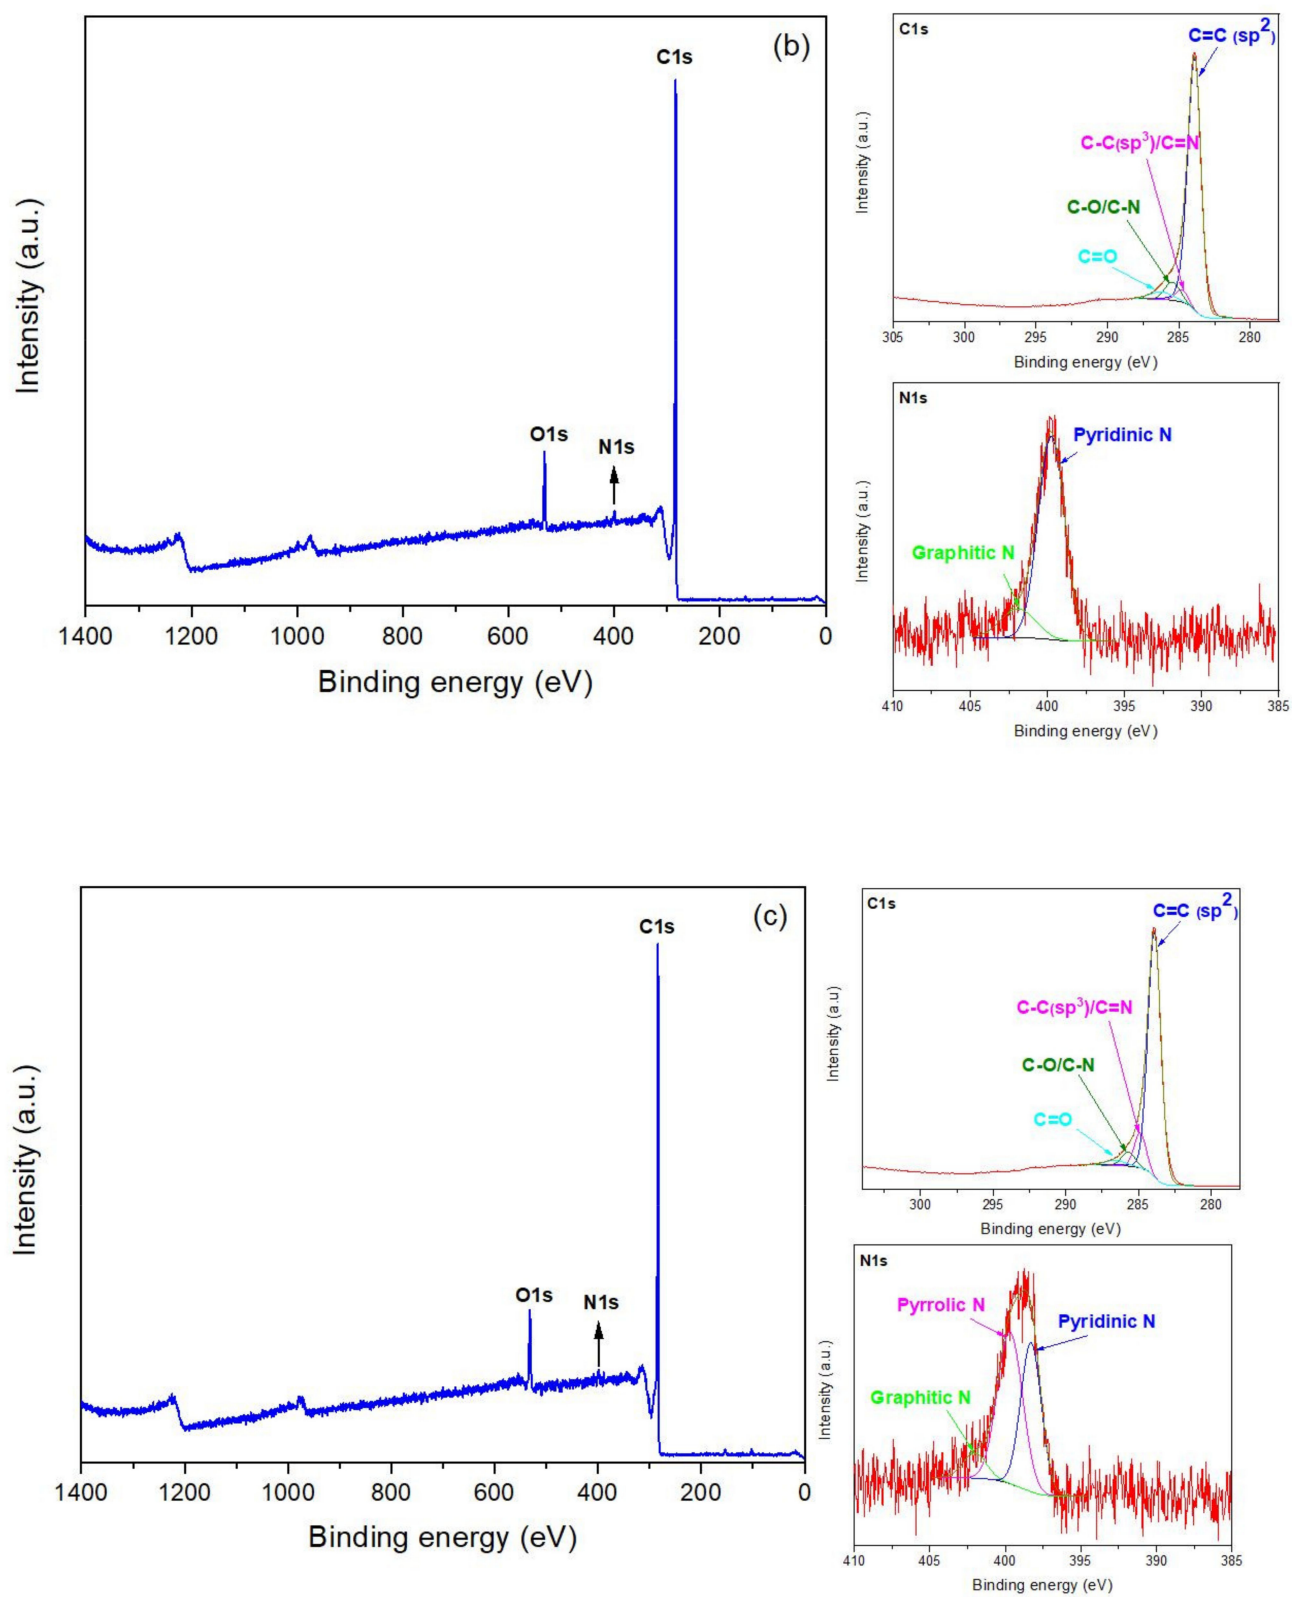 (b)
C1s
O1s
N1s
Intensity (a.u.)
1400 1200 1000 800 600 400 200 0
Binding energy (eV)
C1s
C=C (sp2)
C-C(sp3)/C=N
C-O/C-N
C=O
Intensity (a.u.)
305 300 295 290 285 280
Binding energy (eV)
N1s
Pyridinic N
Graphitic N
Intensity (a.u.)
410 405 400 395 390 385
Binding energy (eV)
(c)
C1s
O1s
N1s
Intensity (a.u.)
1400 1200 1000 800 600 400 200 0
Binding energy (eV)
C1s
C=C (sp2)
C-C(sp3)/C=N
C-O/C-N
C=O
Intensity (a.u)
300 295 290 285 280
Binding energy (eV)
N1s
Pyrrolic N
Pyridinic N
Graphitic N
Intensity (a.u.)
410 405 400 395 390 385
Binding energy (eV)